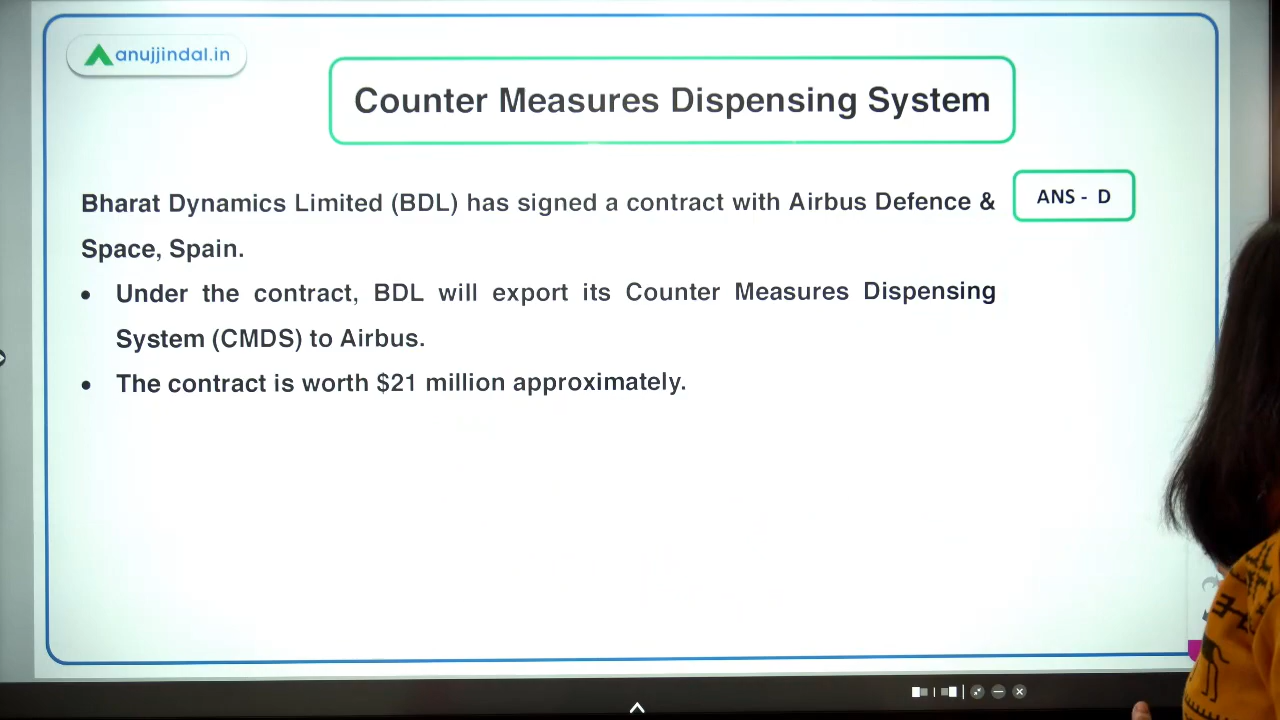 anujjindal.in
Counter Measures Dispensing System
Bharat Dynamics Limited (BDL) has signed a contract with Airbus Defence &
ANS - D
Space, Spain.
• Under the contract, BDL will export its Counter Measures Dispensing
System (CMDS) to Airbus.
• The contract is worth $21 million approximately.